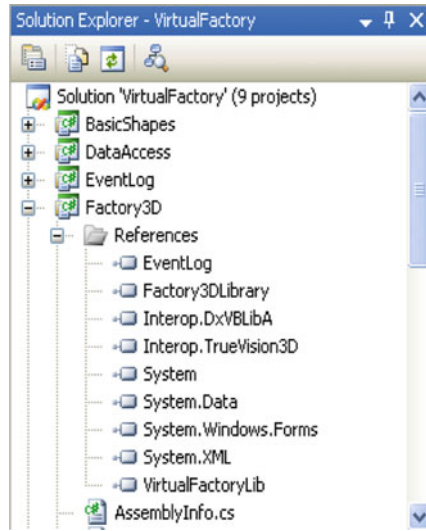 Solution Explorer - VirtualFactory
Solution 'VirtualFactory' (9 projects)
BasicShapes
DataAccess
EventLog
Factory3D
References
EventLog
Factory3DLibrary
Interop.DxVBLibA
Interop.TrueVision3D
System
System.Data
System.Windows.Forms
System.XML
VirtualFactoryLib
AssemblyInfo.cs